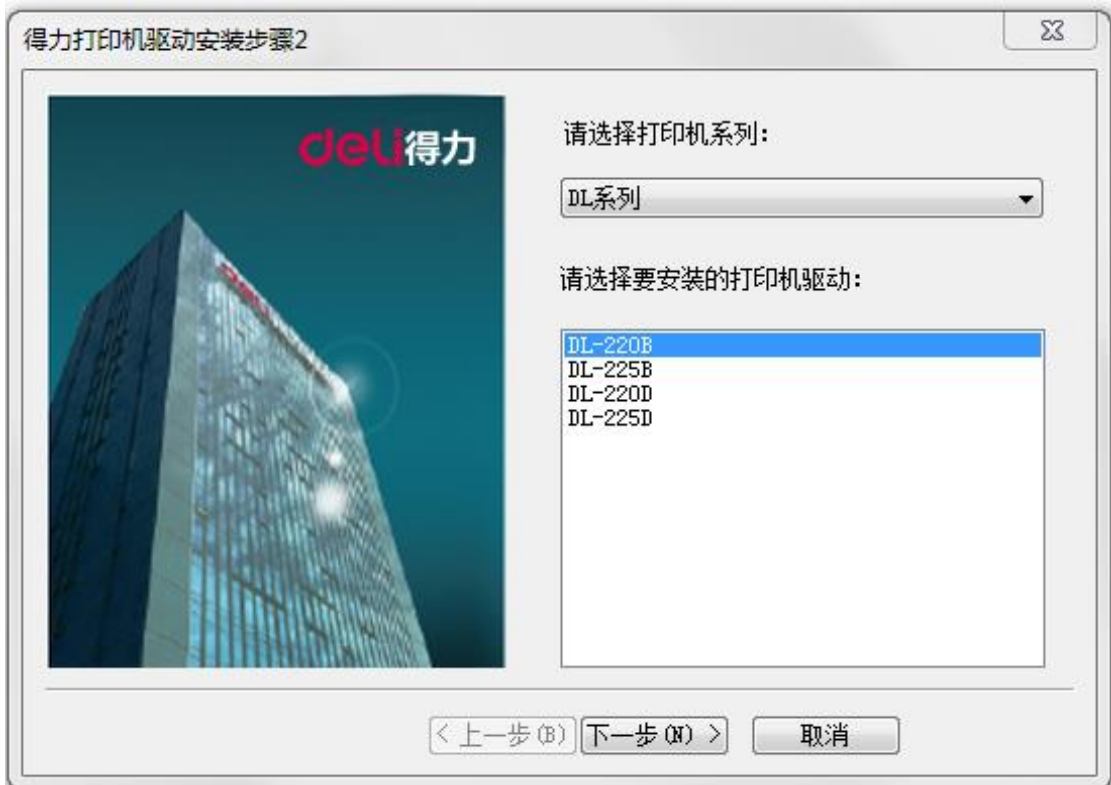 得力打印机驱动安装步骤2
deli得力
请选择打印机系列：
DL系列
请选择要安装的打印机驱动：
DL-220B
DL-225B
DL-220D
DL-225D
< 上一步(B)
下一步(N) >
取消